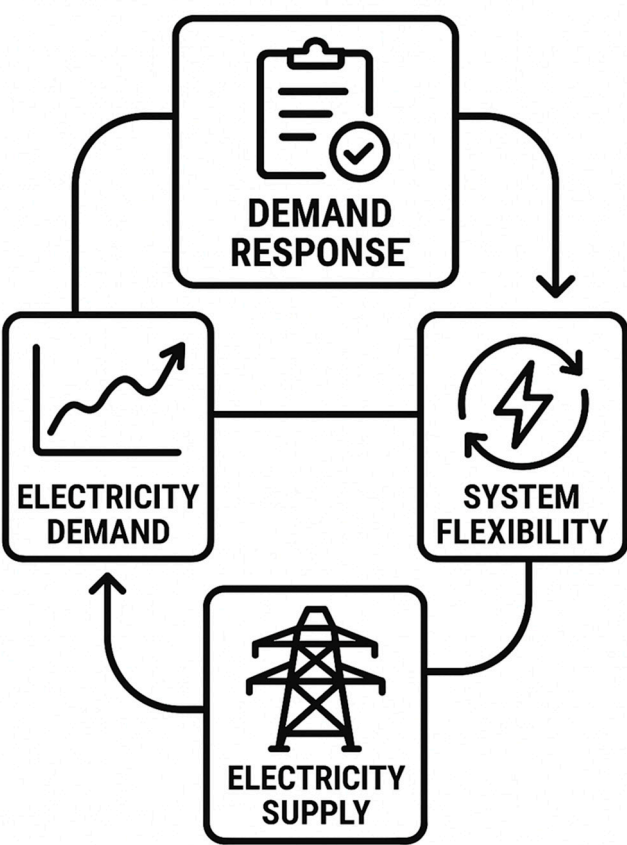 DEMAND
RESPONSE
ELECTRICITY
DEMAND
SYSTEM
FLEXIBILITY
ELECTRICITY
SUPPLY